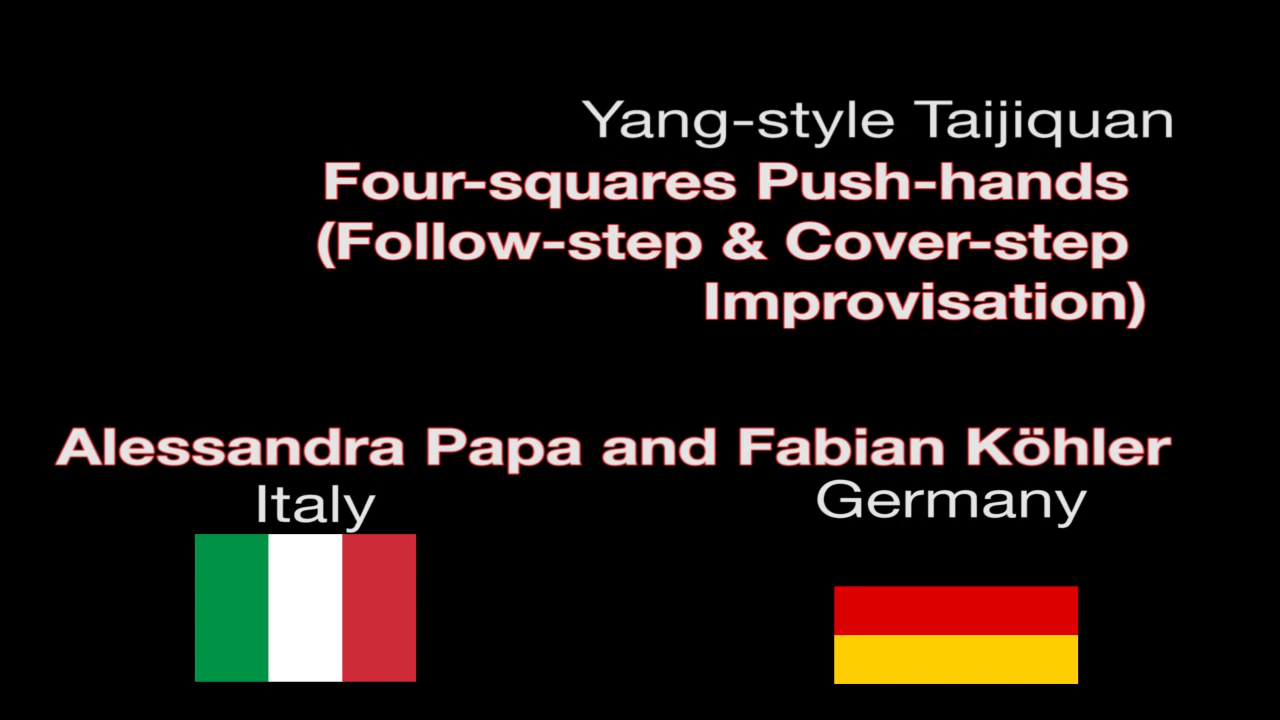 Yang-style Taijiquan
Four-squares Push-hands
(Follow-step & Cover-step
Improvisation)
Alessandra Papa and Fabian Köhler
Italy Germany